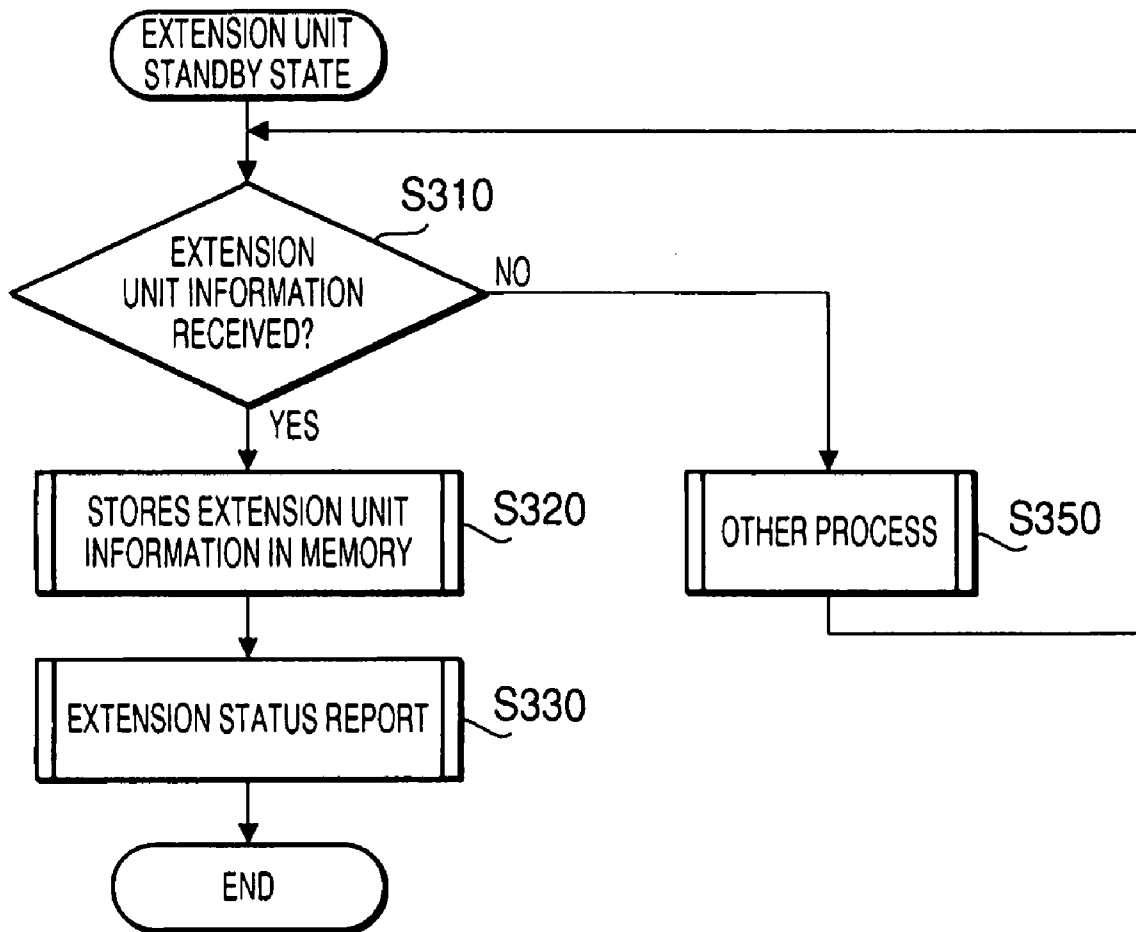 EXTENSION UNIT
STANDBY STATE
S310
EXTENSION
UNIT INFORMATION
RECEIVED?
NO
YES
STORES EXTENSION UNIT
INFORMATION IN MEMORY
S320
OTHER PROCESS
S350
EXTENSION STATUS REPORT
S330
END